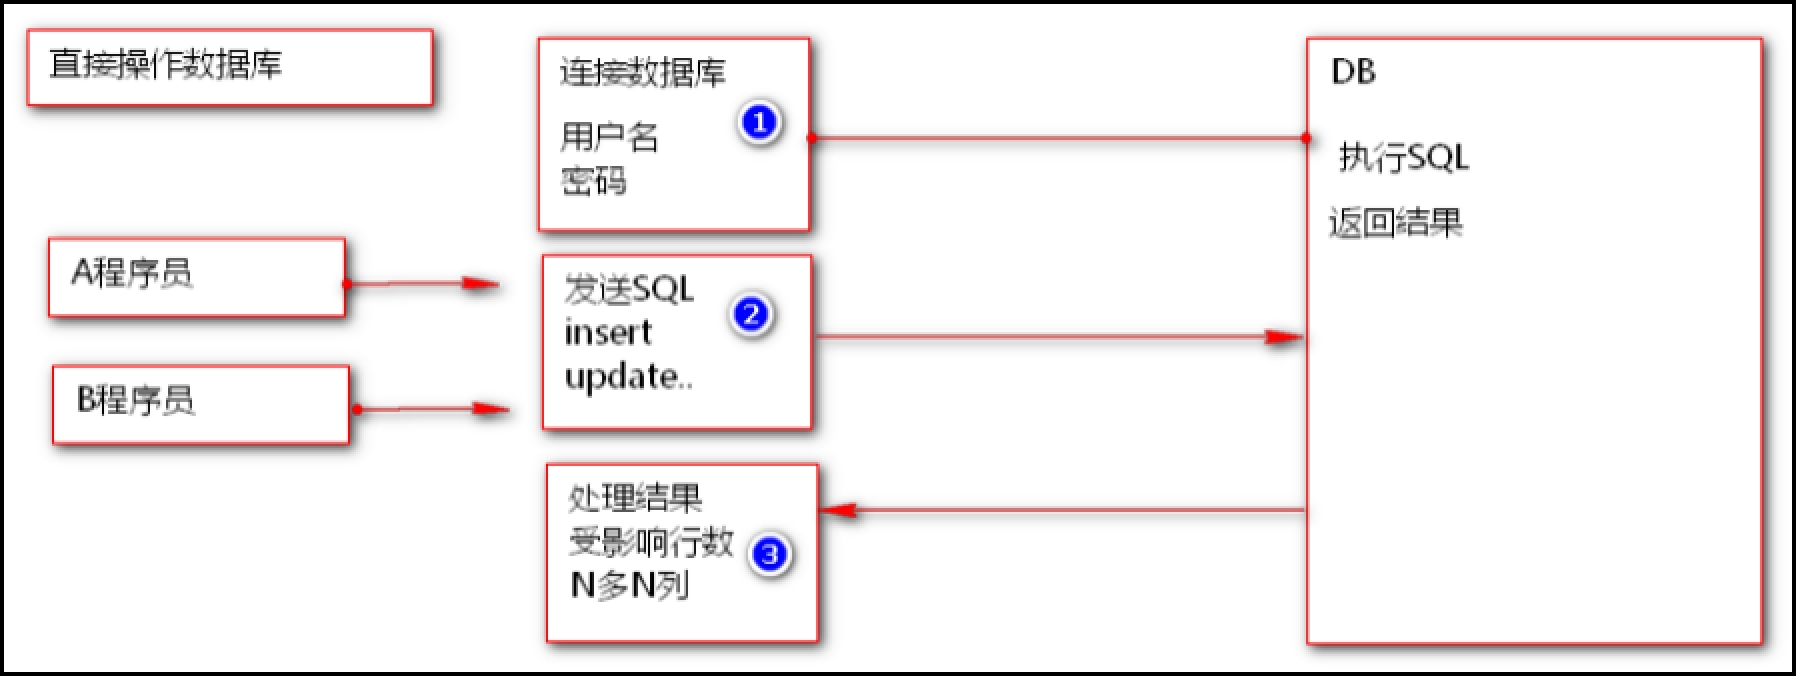 直接操作数据库
A程序员
B程序员
连接数据库
1
用户名
密码
发送SQL
2
insert
update..
处理结果
受影响行数
3
N多N列
DB
执行SQL
返回结果